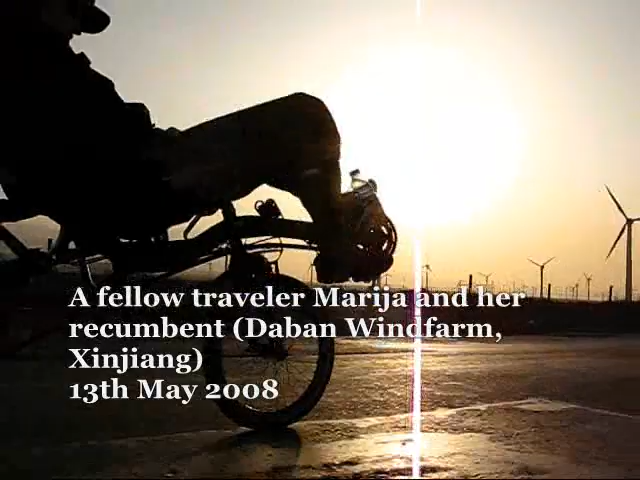 A fellow traveler Marija and her
recumbent (Daban Windfarm,
Xinjiang)
13th May 2008